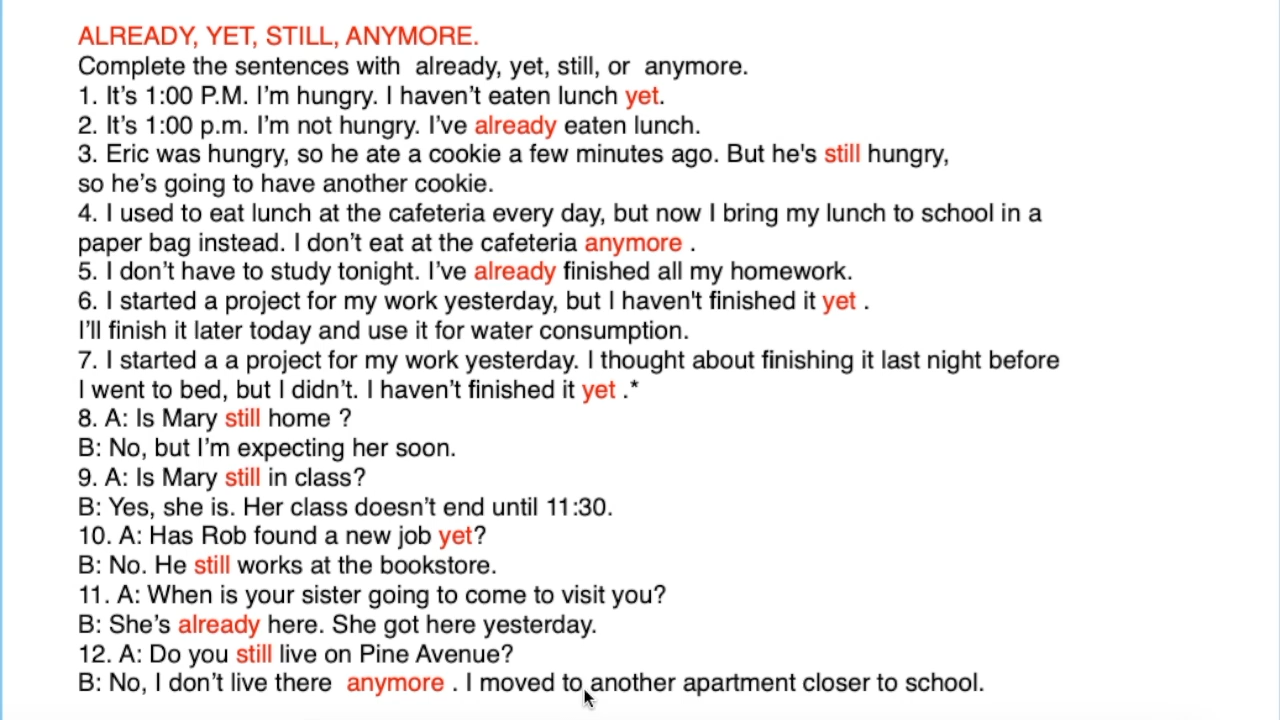 ALREADY, YET, STILL, ANYMORE.
Complete the sentences with  already, yet, still, or  anymore.
1. It’s 1:00 P.M. I’m hungry. I haven’t eaten lunch yet.
2. It’s 1:00 p.m. I’m not hungry. I’ve already eaten lunch.
3. Eric was hungry, so he ate a cookie a few minutes ago. But he's still hungry,
so he’s going to have another cookie.
4. I used to eat lunch at the cafeteria every day, but now I bring my lunch to school in a
paper bag instead. I don’t eat at the cafeteria anymore .
5. I don’t have to study tonight. I’ve already finished all my homework.
6. I started a project for my work yesterday, but I haven't finished it yet .
I’ll finish it later today and use it for water consumption.
7. I started a a project for my work yesterday. I thought about finishing it last night before
I went to bed, but I didn’t. I haven’t finished it yet .*
8. A: Is Mary still home ?
B: No, but I’m expecting her soon.
9. A: Is Mary still in class?
B: Yes, she is. Her class doesn’t end until 11:30.
10. A: Has Rob found a new job yet?
B: No. He still works at the bookstore.
11. A: When is your sister going to come to visit you?
B: She’s already here. She got here yesterday.
12. A: Do you still live on Pine Avenue?
B: No, I don’t live there  anymore . I moved to another apartment closer to school.